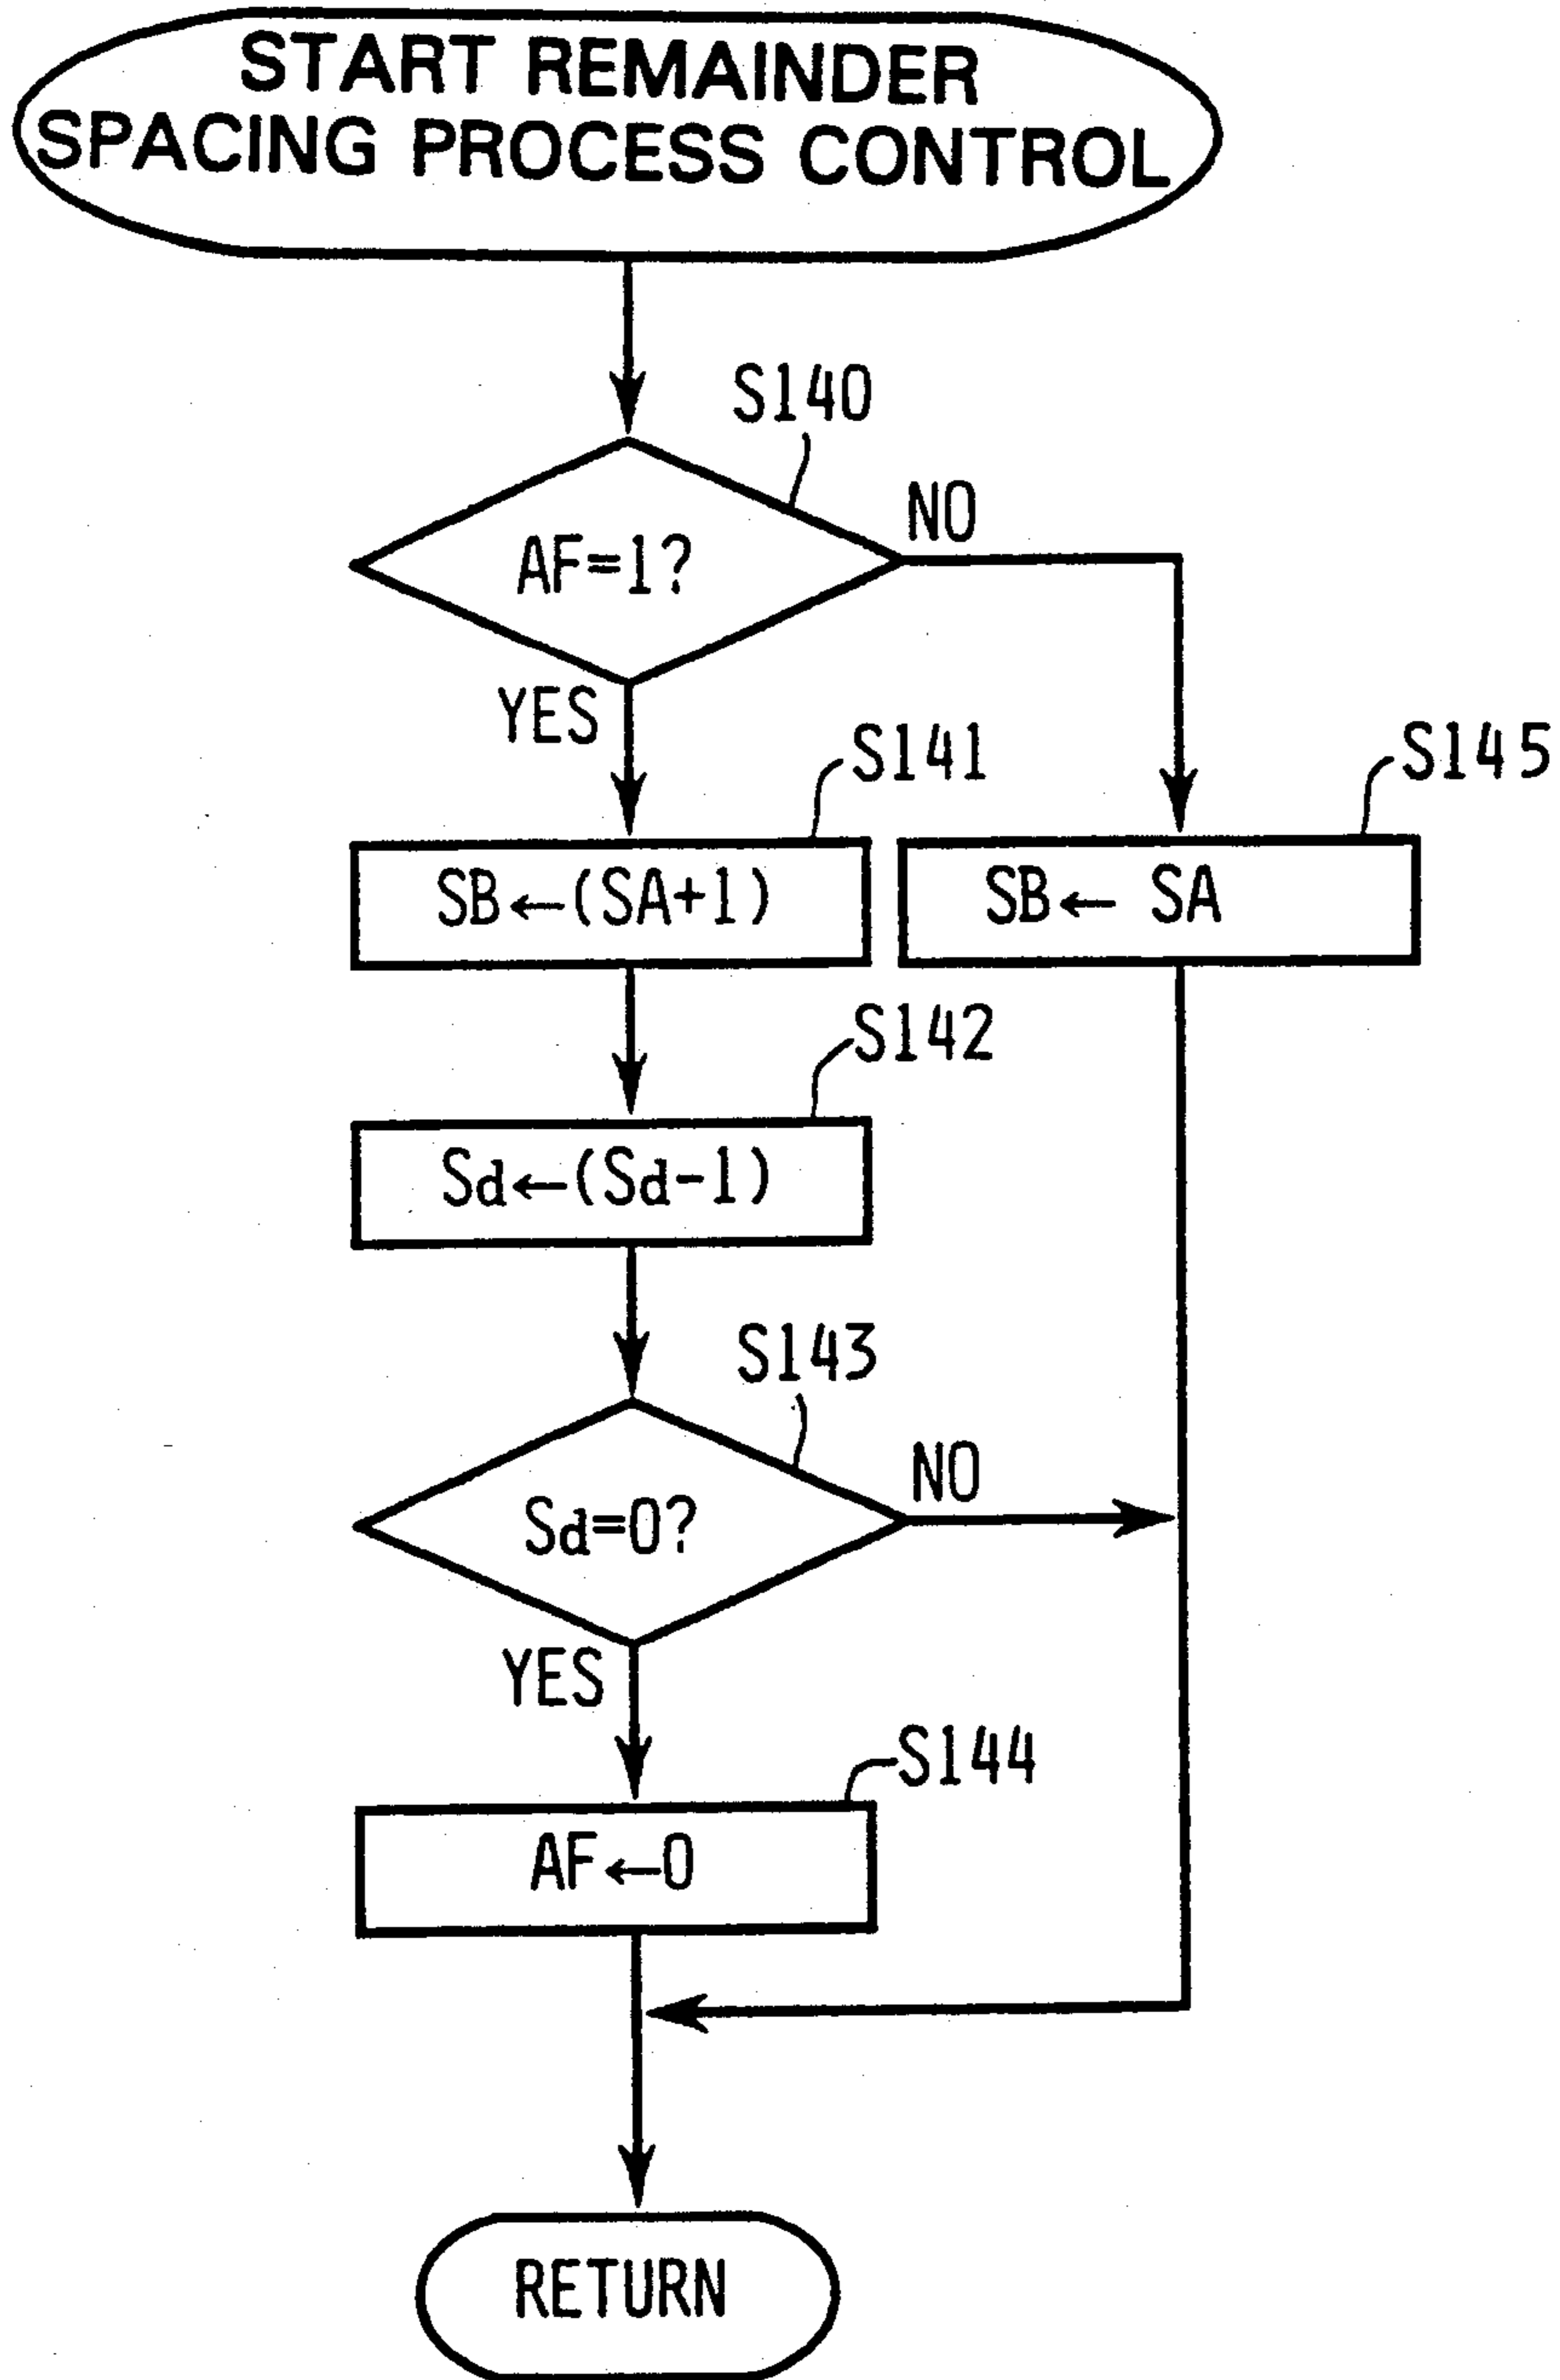 START REMAINDER
SPACING PROCESS CONTROL
S140
AF=1?
NO
YES
S141
S145
SB←(SA+1)
SB← SA
S142
Sd←(Sd-1)
S143
Sd=0?
NO
YES
S144
AF←0
RETURN